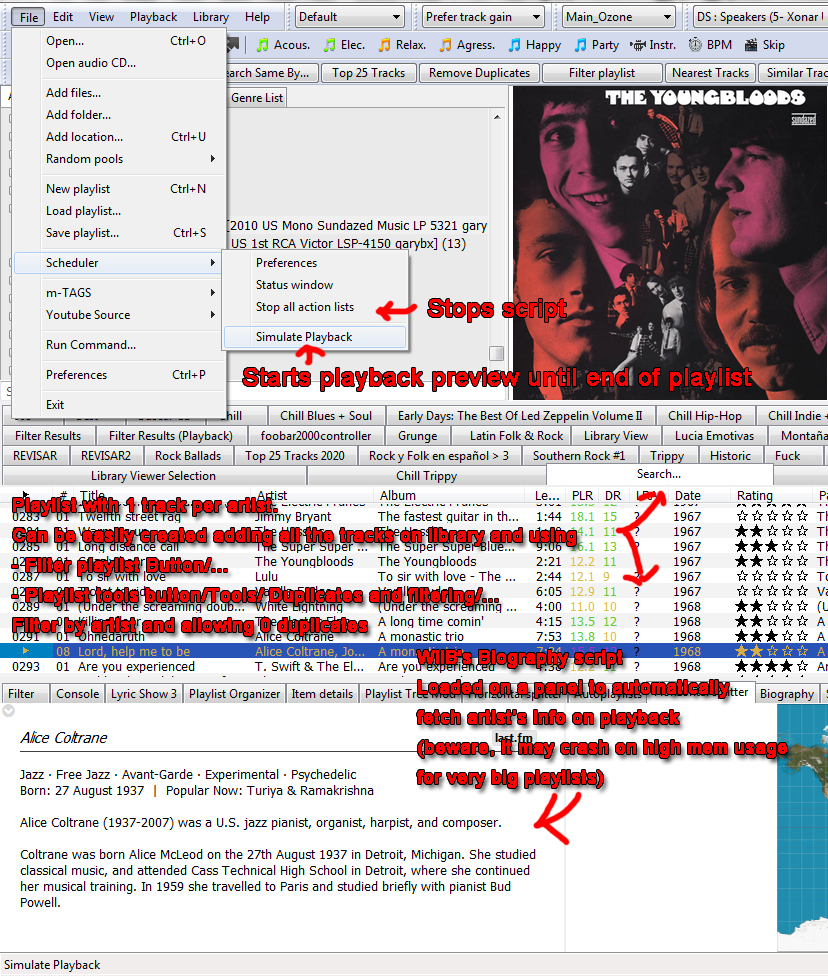 File Edit View Playback Library Help Default Prefer track gain Main_Ozone DS : Speakers (5- Xonar
Acous. Elec. Relax. Agress. Happy Party Instr. BPM Skip
earch Same By... Top 25 Tracks Remove Duplicates Filter playlist Nearest Tracks Similar Track
Genre List
Open... Ctrl+O
Open audio CD...
Add files...
Add folder...
Add location... Ctrl+U
Random pools
New playlist Ctrl+N
Load playlist...
Save playlist... Ctrl+S
Scheduler
m-TAGS
Youtube Source
Run Command...
Preferences Ctrl+P
Exit
THE YOUNGBLOODS
sundazed
[2010 US Mono Sundazed Music LP 5321 gary
US 1st RCA Victor LSP-4150 garybx] (13)
Preferences
Status window
Stop all action lists
Simulate Playback
Stops script
Starts playback preview until end of playlist
Chill Chill Blues + Soul Early Days: The Best Of Led Zeppelin Volume II Chill Hip-Hop Chill Indie +
Filter Results Filter Results (Playback) foobar2000controller Grunge Latin Folk & Rock Library View Lucia Emotivas Montaña
REVISAR REVISAR2 Rock Ballads Top 25 Tracks 2020 Rock y Folk en español > 3 Southern Rock #1 Trippy Historic Fuck
Library Viewer Selection Chill Trippy Search...
# Title Artist Album Le... PLR DR Date Rating Pa
0283 01 Twelfth street rag Jimmy Bryant The fastest guitar in th... 1:44 18.1 15 ? 1967
11 ? 1967
0285 01 Long distance call The Super Super ... The Super Super Blue... 9:06 16.1 13 ? 1967
The Youngbloods The Youngbloods 2:21 12.2 11 ? 1967
0287 01 To sir with love Lulu To sir with love - The ... 2:44 12.1 9 ? 1967
6:05 12.9 11 ? 1967
0289 01 (Under the screaming doub... White Lightning (Under the screaming... 4:00 11.0 10 ? 1968
A long time comin' 4:15 13.5 12 ? 1968
0291 01 Ohnedaruth Alice Coltrane A monastic trio 7:53 13.8 10 ? 1968
08 Lord, help me to be Alice Coltrane, Jo... 1968
0293 01 Are you experienced T. Swift & The El... Are you experienced 1968
Playlist with 1 track per artist.
Can be easily created adding all the tracks on library and using
- Filter playlist Button/...
- Playlist tools button/Tools/ Duplicates and filtering/...
Filter by artist and allowing 0 duplicates
WilB's Biography script
Loaded on a panel to automatically
fetch artist's info on playback
(beware, it may crash on high mem usage
for very big playlists)
Filter Console Lyric Show 3 Playlist Organizer Item details Playlist Tree Mod Horizontal splitter Autoplaylists Biography
Alice Coltrane last.fm
Jazz · Free Jazz · Avant-Garde · Experimental · Psychedelic
Born: 27 August 1937 | Popular Now: Turiya & Ramakrishna
Alice Coltrane (1937-2007) was a U.S. jazz pianist, organist, harpist, and composer.
Coltrane was born Alice McLeod on the 27th August 1937 in Detroit, Michigan. She studied
classical music, and attended Cass Technical High School in Detroit, where she continued
her musical training. In 1959 she travelled to Paris and studied briefly with pianist Bud
Powell.
Simulate Playback